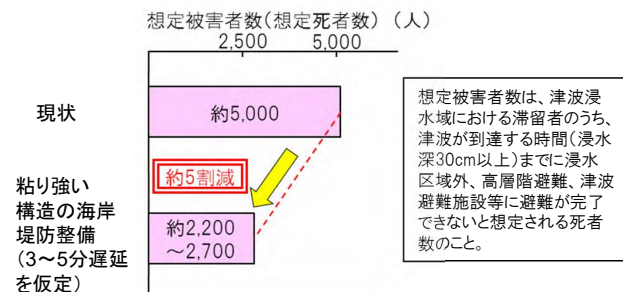 想定被害者数(想定死者数) (人)
2,500 5,000
現状
約5,000
約5割減
粘り強い
構造の海岸
堤防整備
(3～5分遅延
を仮定)
約2,200
～2,700
想定被害者数は、津波浸
水域における滞留者のうち、
津波が到達する時間(浸水
深30cm以上)までに浸水
区域外、高層階避難、津波
避難施設等に避難が完了
できないと想定される死者
数のこと。